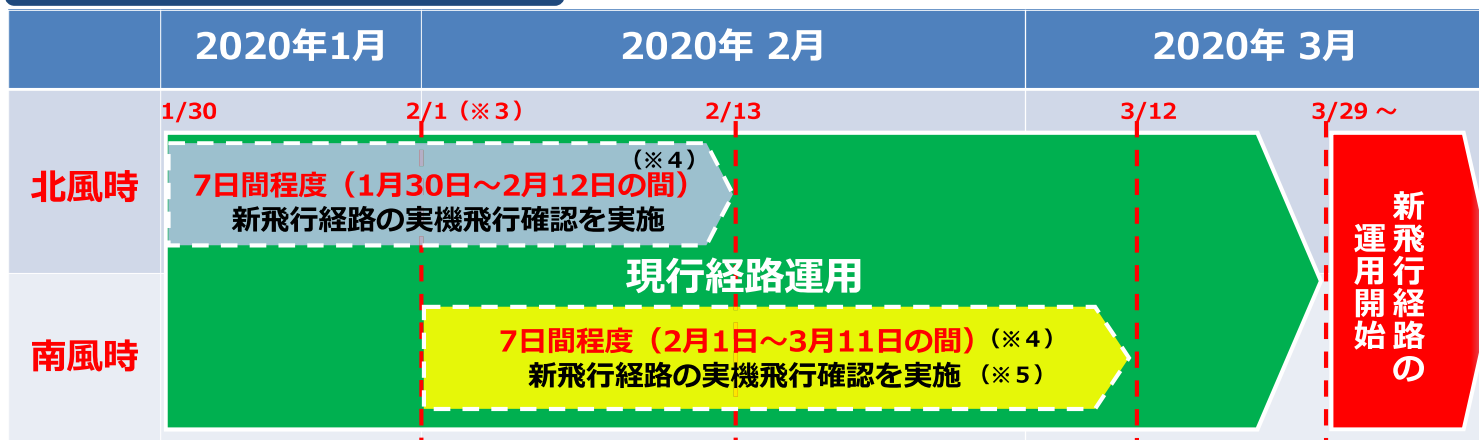 2020年1月
2020年 2月
2020年 3月
1/30
2/1（※３）
2/13
3/12
3/29 ～
北風時
（※４）
7日間程度（1月30日～2月12日の間）
新飛行経路の実機飛行確認を実施
現行経路運用
南風時
7日間程度（2月1日～3月11日の間）（※４）
新飛行経路の実機飛行確認を実施（※５）
新飛行経路の
運用開始